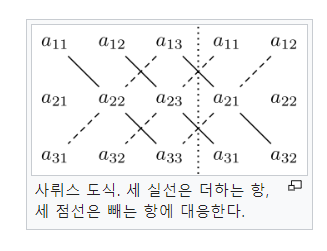 a₁₁ a₁₂ a₁₃ a₁₁ a₁₂
a₂₁ a₂₂ a₂₃ a₂₁ a₂₂
a₃₁ a₃₂ a₃₃ a₃₁ a₃₂
사뤼스 도식. 세 실선은 더하는 항,
세 점선은 빼는 항에 대응한다.